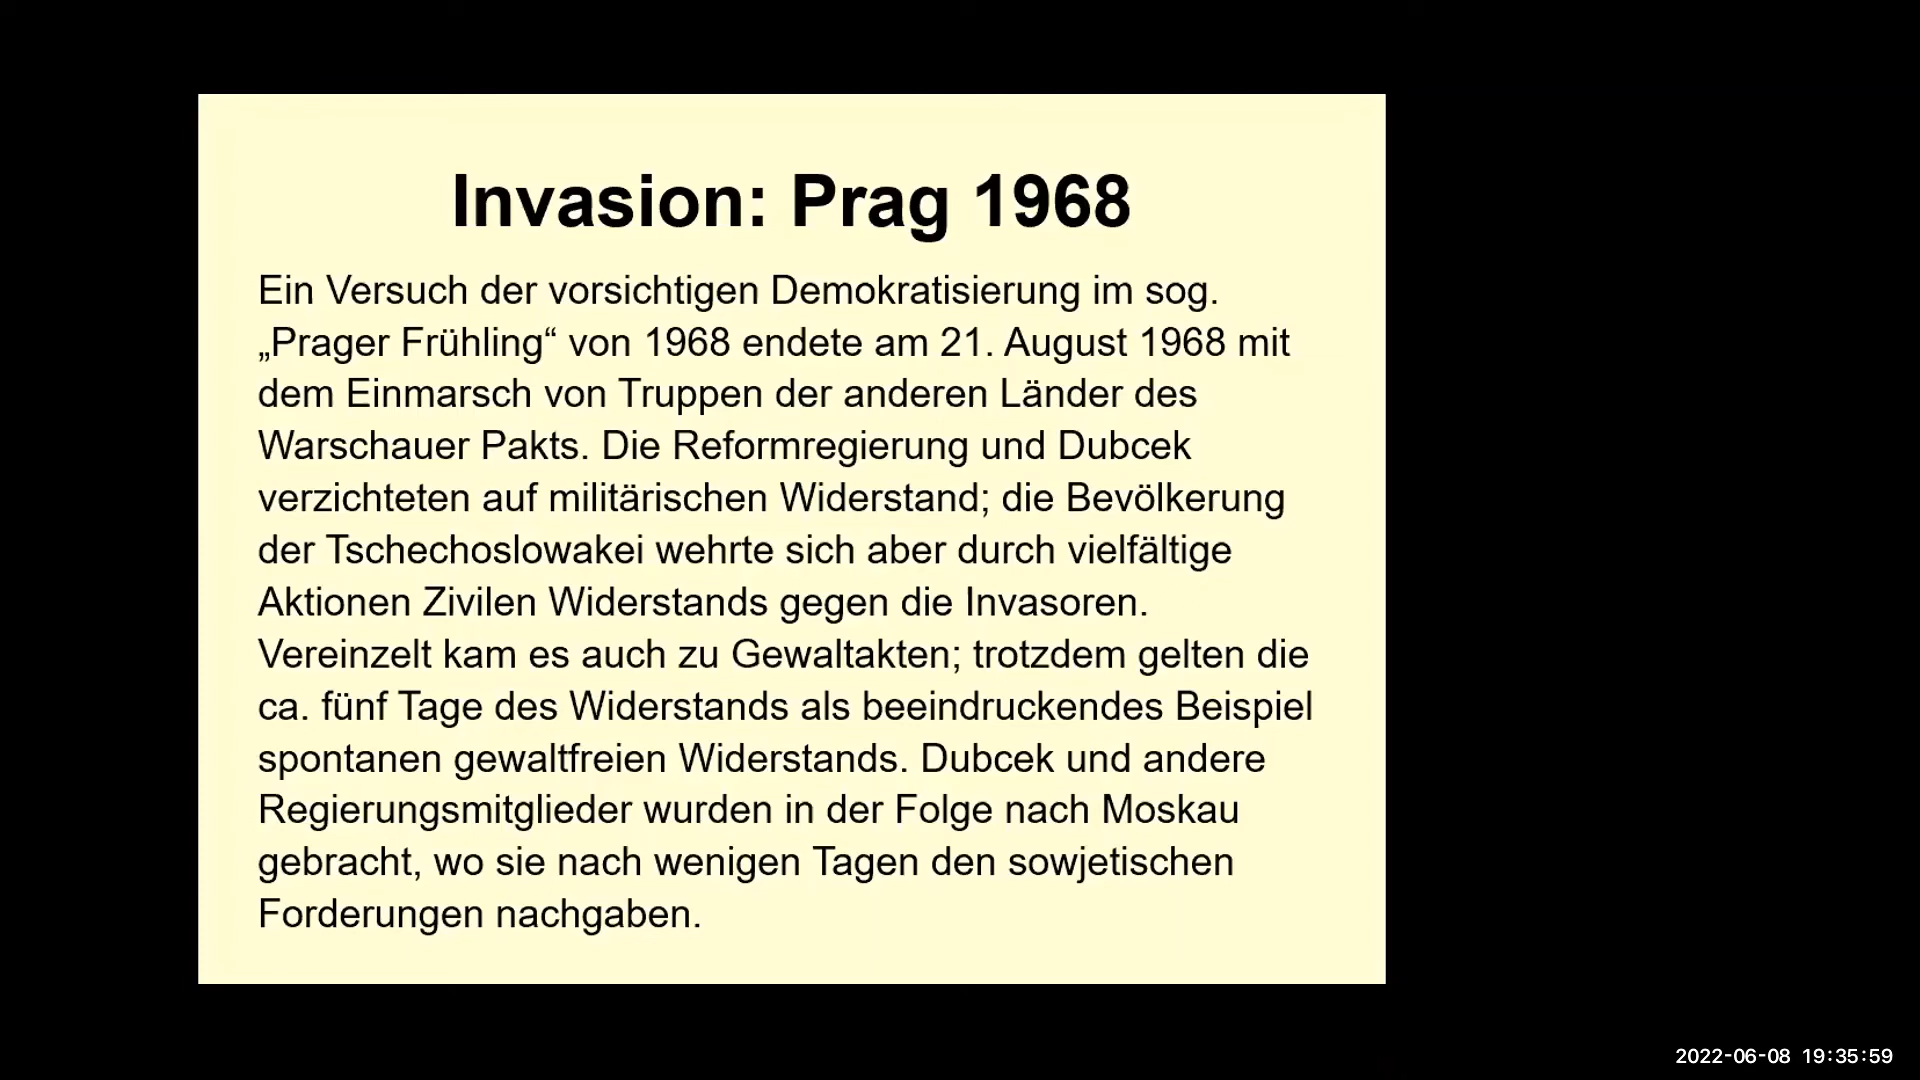 Invasion: Prag 1968
Ein Versuch der vorsichtigen Demokratisierung im sog.
„Prager Frühling“ von 1968 endete am 21. August 1968 mit
dem Einmarsch von Truppen der anderen Länder des
Warschauer Pakts. Die Reformregierung und Dubcek
verzichteten auf militärischen Widerstand; die Bevölkerung
der Tschechoslowakei wehrte sich aber durch vielfältige
Aktionen Zivilen Widerstands gegen die Invasoren.
Vereinzelt kam es auch zu Gewaltakten; trotzdem gelten die
ca. fünf Tage des Widerstands als beeindruckendes Beispiel
spontanen gewaltfreien Widerstands. Dubcek und andere
Regierungsmitglieder wurden in der Folge nach Moskau
gebracht, wo sie nach wenigen Tagen den sowjetischen
Forderungen nachgaben.
2022-06-08 19:35:59